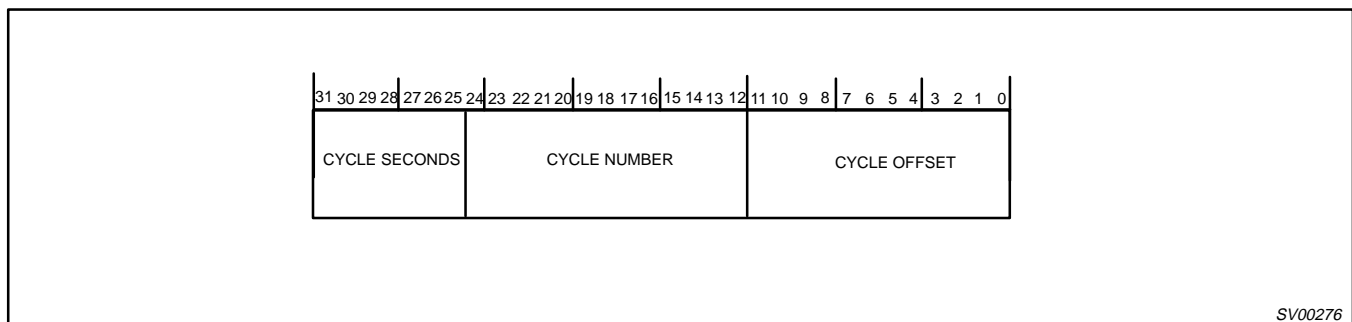 31 30 29 28 27 26 25 24 23 22 21 20 19 18 17 16 15 14 13 12 11 10 9 8 7 6 5 4 3 2 1 0
CYCLE SECONDS CYCLE NUMBER CYCLE OFFSET
SV00276